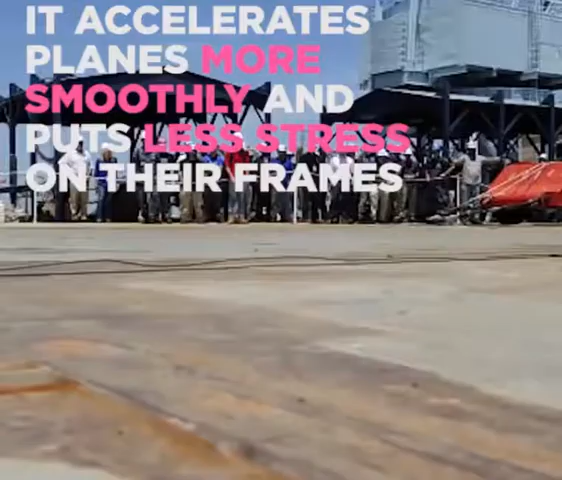 IT ACCELERATES
PLANES MORE
SMOOTHLY AND
PUTS LESS STRESS
ON THEIR FRAMES